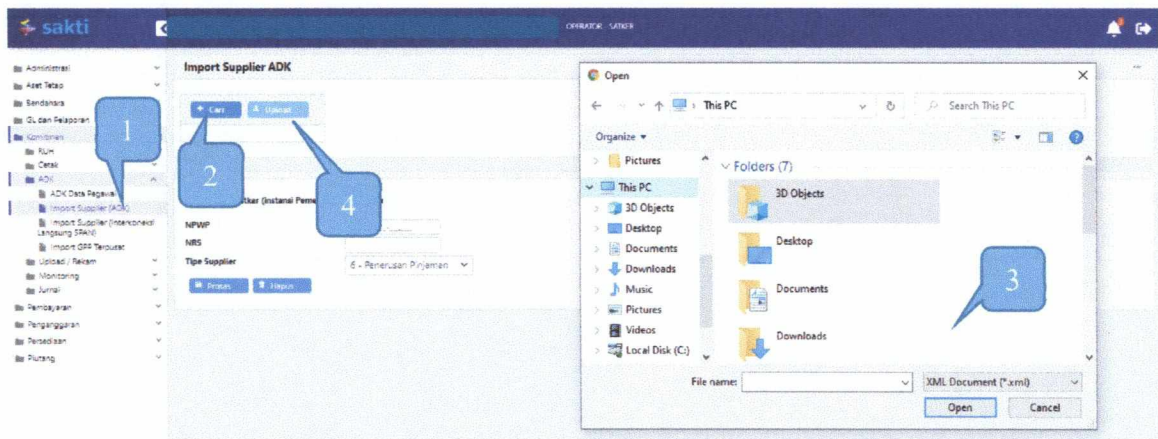 sakti
OPERATOR - SATKER
Administrasi
Aset Tetap
Bendahara
GL dan Pelaporan
Komitmen
RUH
Cetak
ADK
ADK Data Pegawai
Import Supplier (ADK)
Import Supplier (Interkoneksi
Langsung SPAN)
Import GPP Terpusat
Upload / Rekam
Monitoring
Jurnal
Pembayaran
Penganggaran
Persediaan
Piutang
1
Import Supplier ADK
+ Cari
Upload
2
4
(Instansi
NPWP
NRS
Tipe Supplier
6 - Penerusan Pinjaman
Proses
Hapus
Open
This PC
Search This PC
Organize
Pictures
This PC
3D Objects
Desktop
Documents
Downloads
Music
Pictures
Videos
Local Disk (C:)
Folders (7)
3D Objects
Desktop
Documents
Downloads
3
File name:
XML Document (*.xml)
Open
Cancel